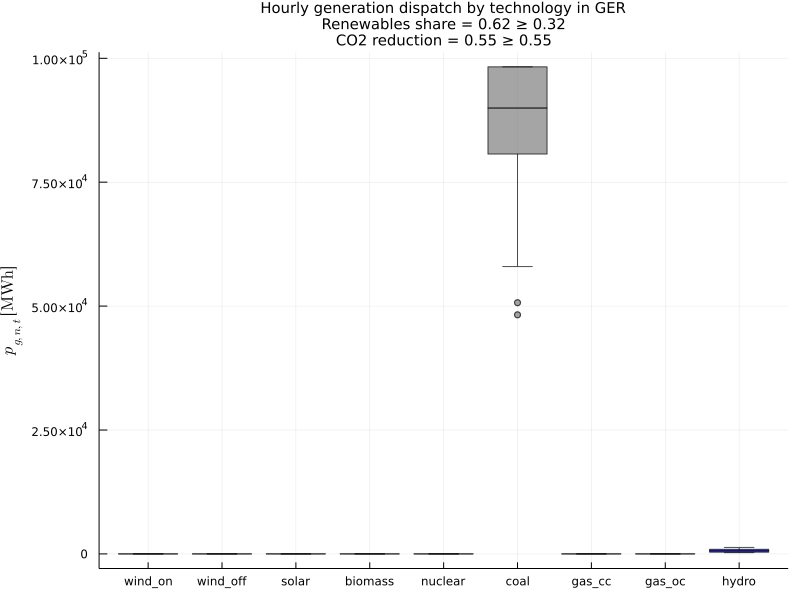 Hourly generation dispatch by technology in GER
Renewables share = 0.62 ≥ 0.32
CO2 reduction = 0.55 ≥ 0.55
1.00×10⁵
7.50×10⁴
5.00×10⁴
2.50×10⁴
0
p_{g,n,t} [MWh]
wind_on wind_off solar biomass nuclear coal gas_cc gas_oc hydro